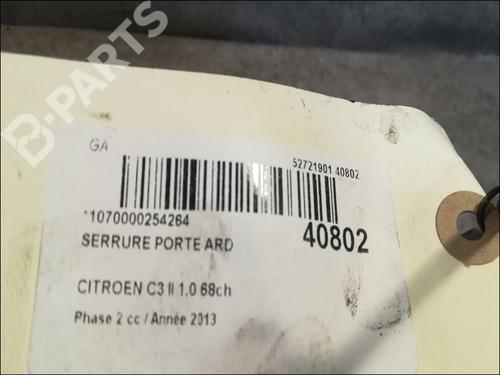 B-PARTS
GA
52721901 40802
*1070000254264
40802
SERRURE PORTE ARD
CITROEN C3 II 1.0 68ch
Phase 2 cc / Année 2013